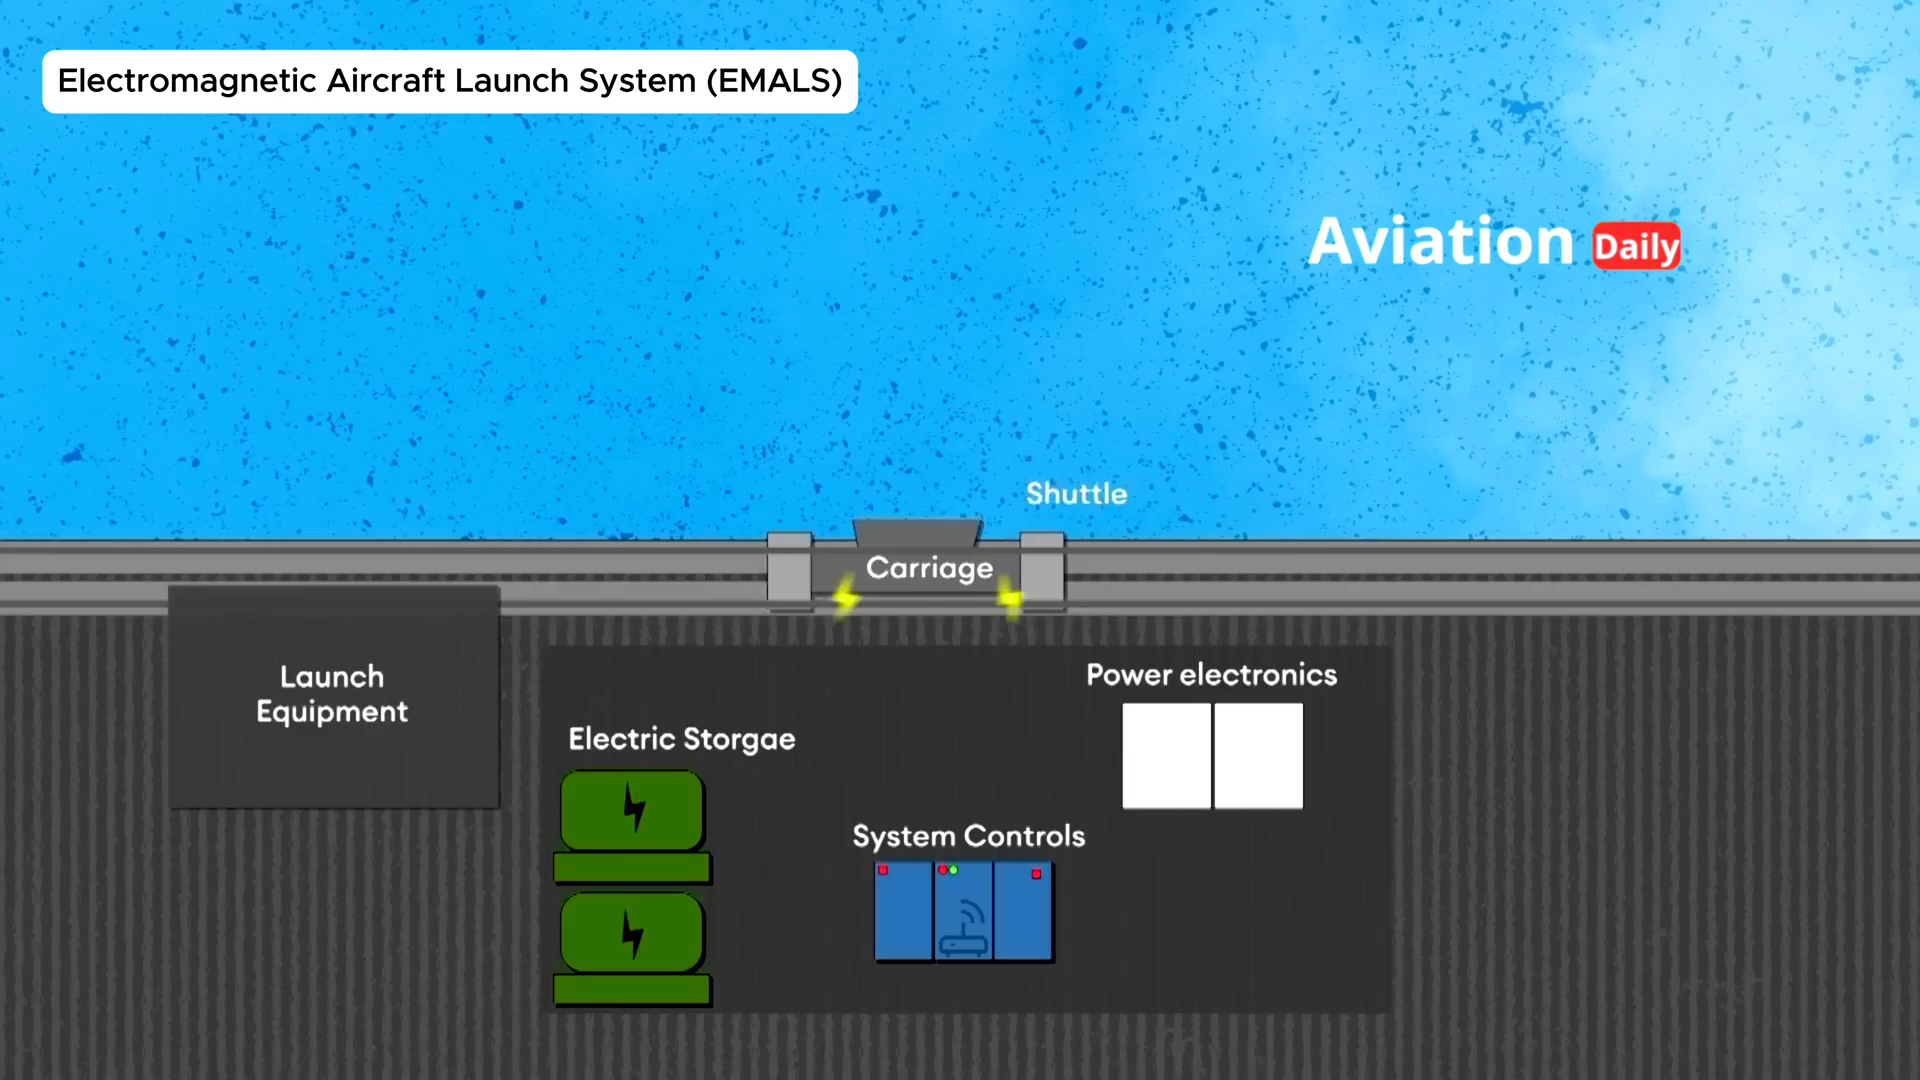 Electromagnetic Aircraft Launch System (EMALS)
Aviation Daily
Shuttle
Carriage
Launch
Equipment
Power electronics
Electric Storgae
System Controls